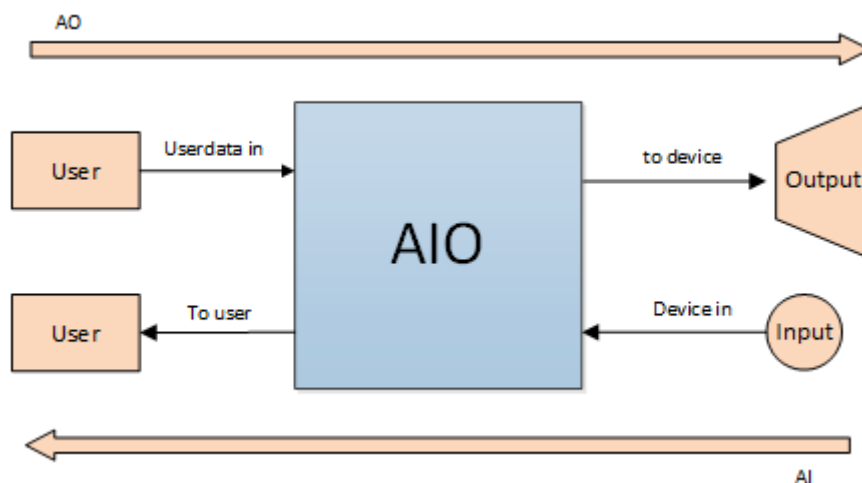 AO
User
Userdata in
AIO
to device
Output
User
To user
Device in
Input
AI